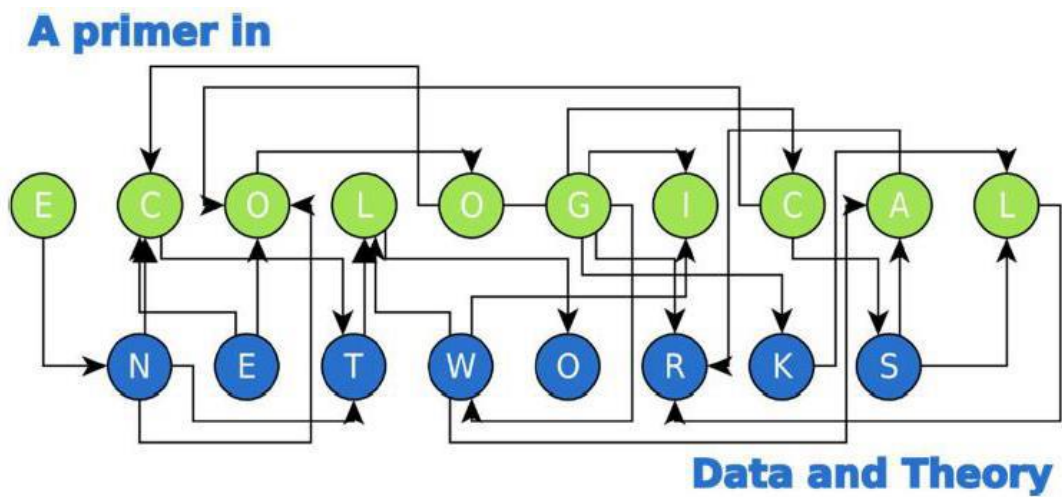 A primer in
E C O L O G I C A L
N E T W O R K S
Data and Theory